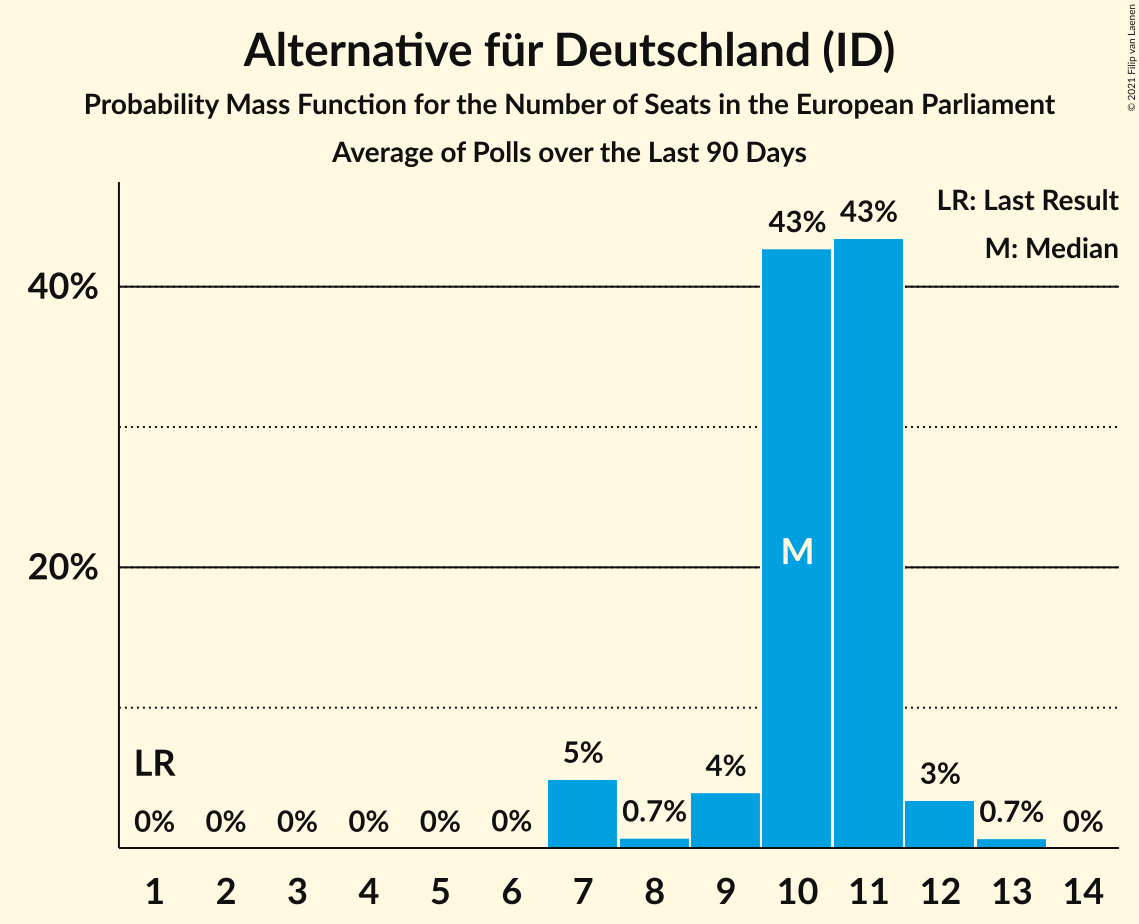 Alternative für Deutschland (ID)
Probability Mass Function for the Number of Seats in the European Parliament
Average of Polls over the Last 90 Days
© 2021 Filip van Laenen
LR: Last Result
M: Median
43% 43%
40%
M
20%
LR
0% 0% 0% 0% 0% 0% 5% 0.7% 4% 3% 0.7% 0%
1 2 3 4 5 6 7 8 9 10 11 12 13 14